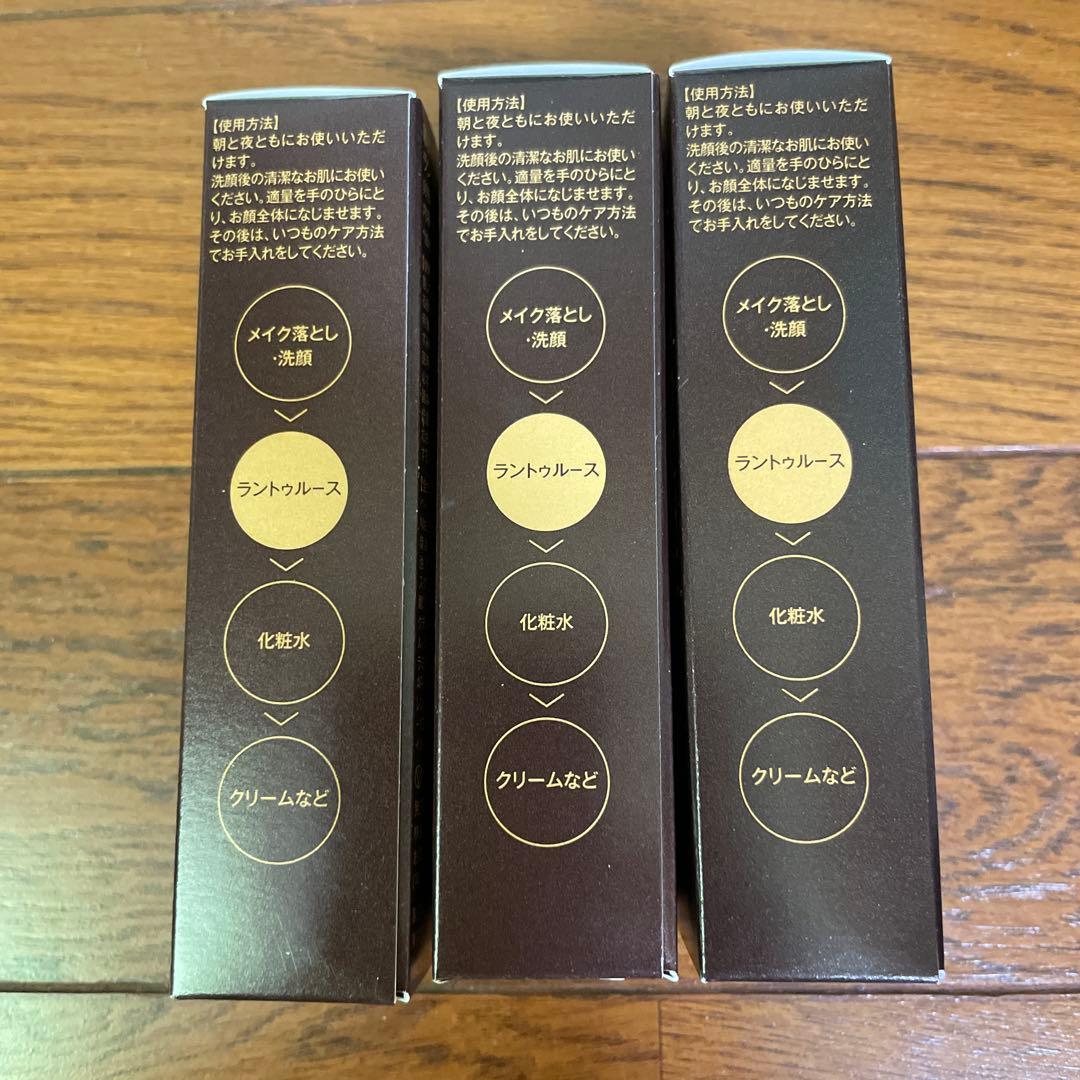 【使用方法】
朝と夜ともにお使いいただ
けます。
洗顔後の清潔なお肌にお使い
ください。適量を手のひらにと
り、お顔全体になじませます。
その後は、いつものケア方法
でお手入れをしてください。
メイク落とし
・洗顔
ラントゥルース
化粧水
クリームなど
【使用方法】
朝と夜ともにお使いいただ
けます。
洗顔後の清潔なお肌にお使い
ください。適量を手のひらにと
り、お顔全体になじませます。
その後は、いつものケア方法
でお手入れをしてください。
メイク落とし
・洗顔
ラントゥルース
化粧水
クリームなど
【使用方法】
朝と夜ともにお使いいただ
けます。
洗顔後の清潔なお肌にお使い
ください。適量を手のひらにと
り、お顔全体になじませます。
その後は、いつものケア方法
でお手入れをしてください。
メイク落とし
・洗顔
ラントゥルース
化粧水
クリームなど